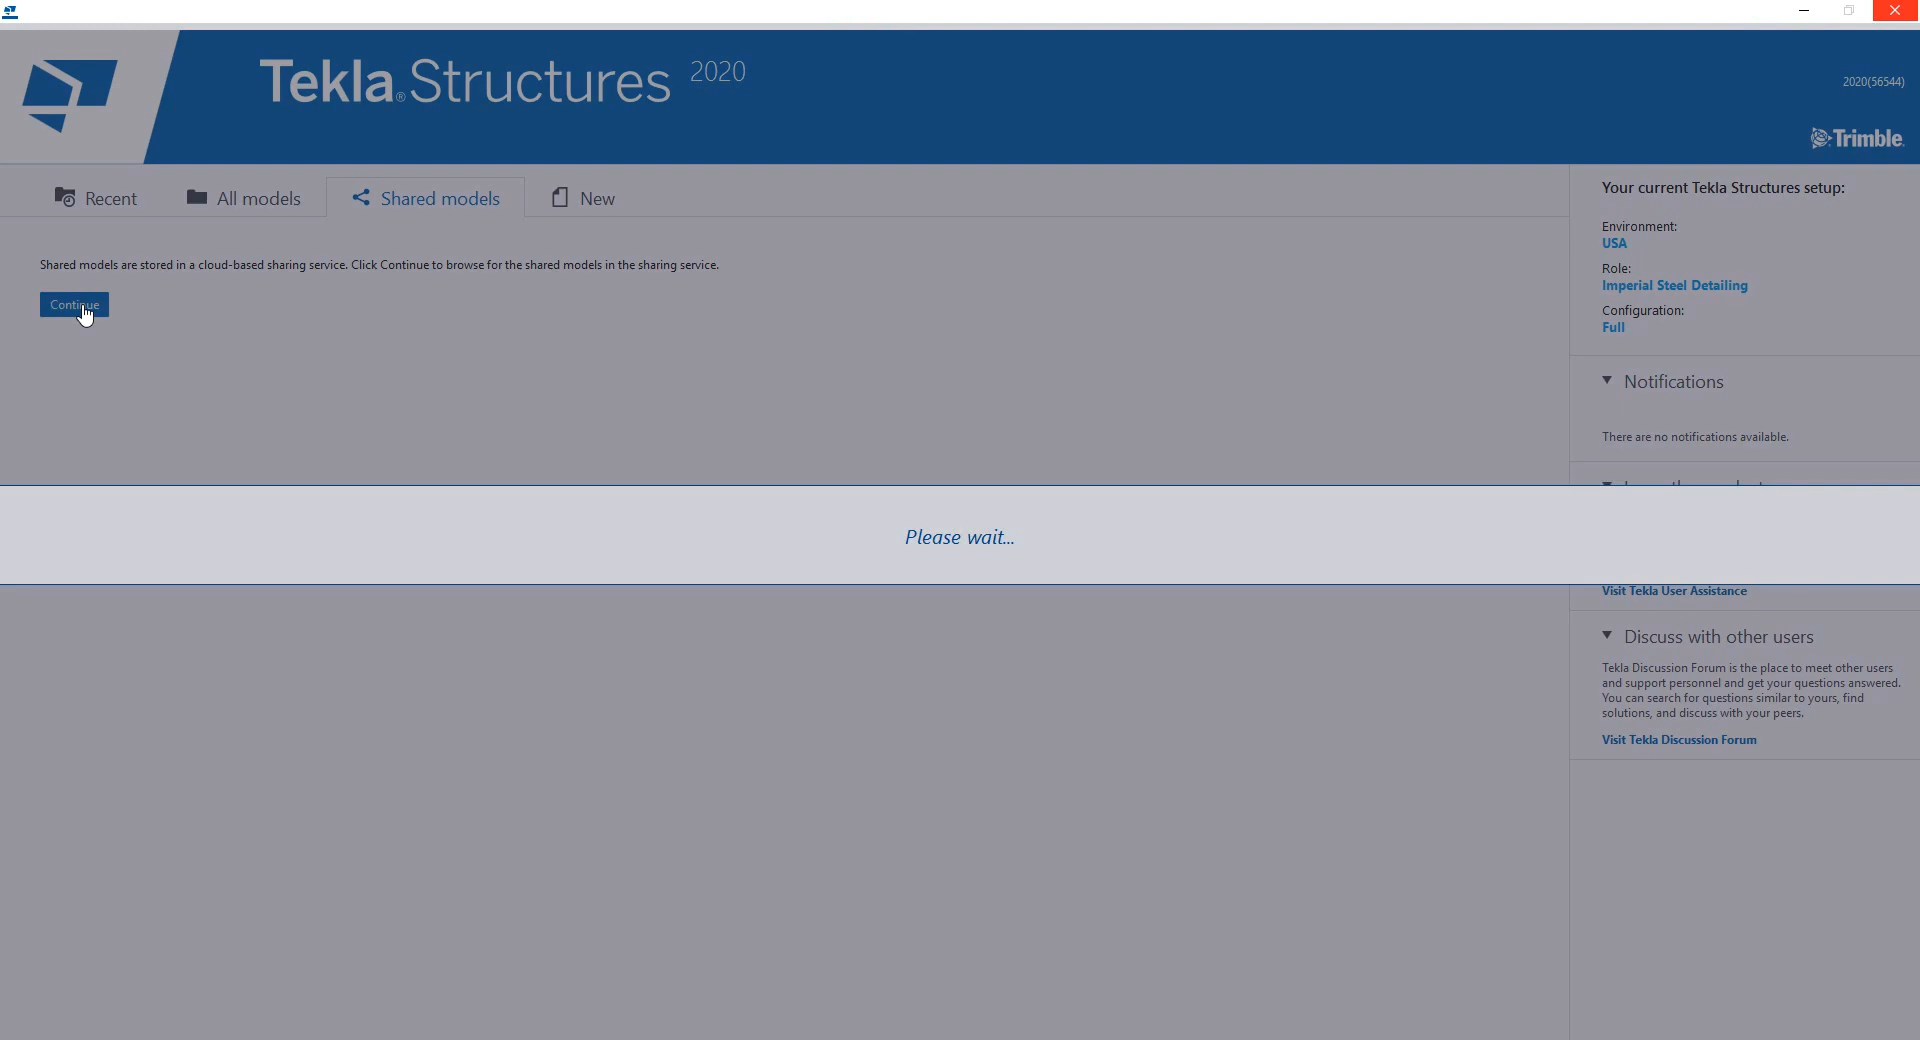 Tekla® Structures 2020
2020(56544)
Trimble
Recent
All models
Shared models
New
Shared models are stored in a cloud-based sharing service. Click Continue to browse for the shared models in the sharing service.
Continue
Your current Tekla Structures setup:
Environment:
USA
Role:
Imperial Steel Detailing
Configuration:
Full
Notifications
There are no notifications available.
Please wait...
Visit Tekla User Assistance
Discuss with other users
Tekla Discussion Forum is the place to meet other users
and support personnel and get your questions answered.
You can search for questions similar to yours, find
solutions, and discuss with your peers.
Visit Tekla Discussion Forum